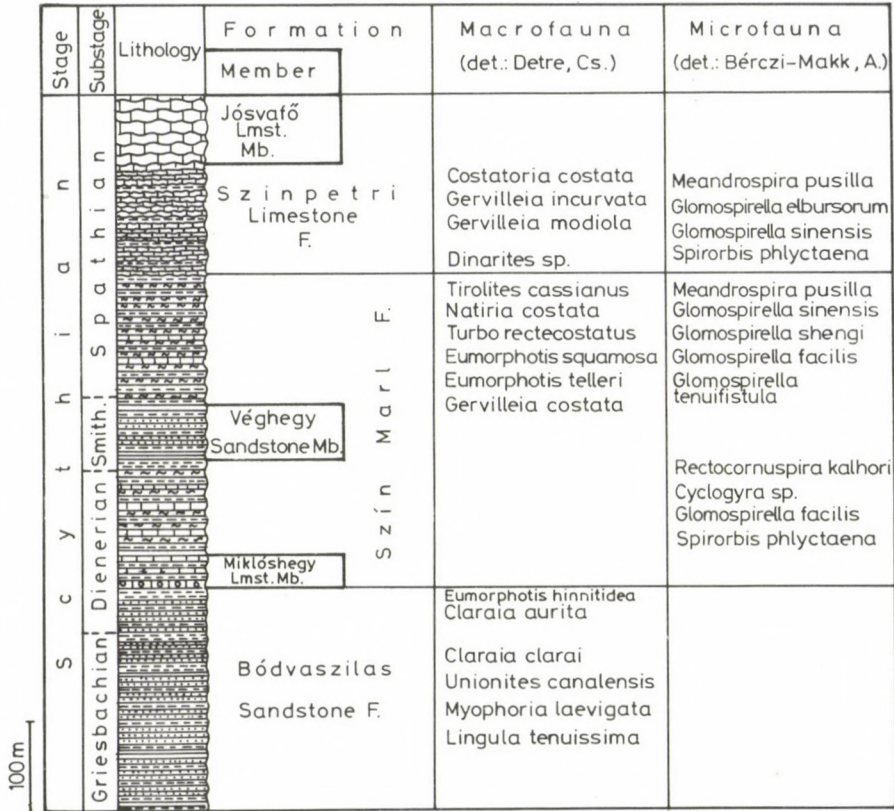 Stage
Substage
Lithology
Formation
Member
Macrofauna
(det.: Detre, Cs.)
Microfauna
(det.: Bérczi-Makk, A.)
Scythian
Spathian
Smith.
Dienerian
Griesbachian
Jósvafő
Lmst.
Mb.
Szinpetri
Limestone
F.
Costatoria costata
Gervilleia incurvata
Gervilleia modiola
Dinarites sp.
Meandrospira pusilla
Glomospirella elbursorum
Glomospirella sinensis
Spirorbis phlyctaena
Szín Marl F.
Véghegy
Sandstone Mb.
Miklóshegy
Lmst. Mb.
Tirolites cassianus
Natiria costata
Turbo rectecostatus
Eumorphotis squamosa
Eumorphotis telleri
Gervilleia costata
Meandrospira pusilla
Glomospirella sinensis
Glomospirella shengi
Glomospirella facilis
Glomospirella
tenuifistula
Rectocornuspira kalhori
Cyclogyra sp.
Glomospirella facilis
Spirorbis phlyctaena
Bódvaszilas
Sandstone F.
Eumorphotis hinnitidea
Claraia aurita
Claraia clarai
Unionites canalensis
Myophoria laevigata
Lingula tenuissima
100 m